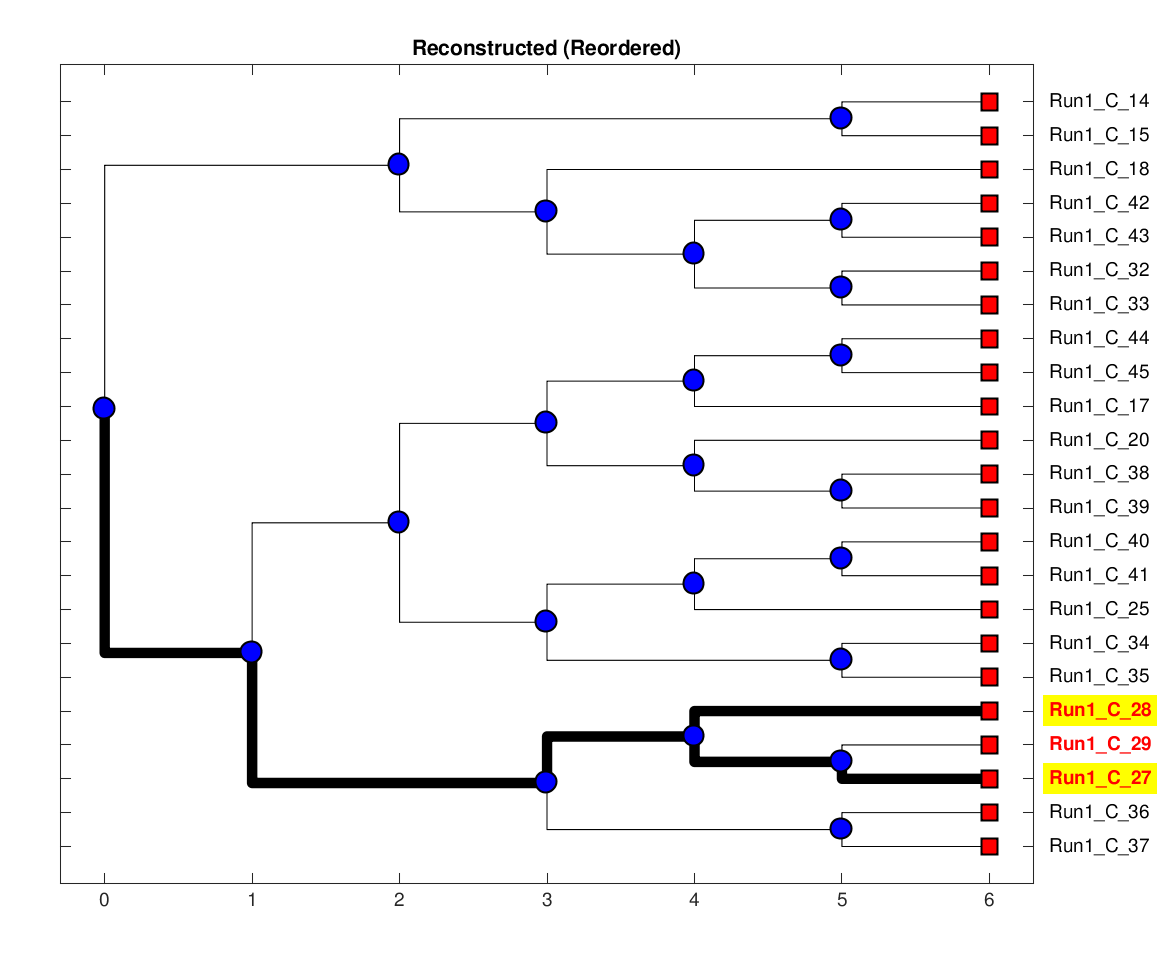 Reconstructed (Reordered)
Run1_C_14
Run1_C_15
Run1_C_18
Run1_C_42
Run1_C_43
Run1_C_32
Run1_C_33
Run1_C_44
Run1_C_45
Run1_C_17
Run1_C_20
Run1_C_38
Run1_C_39
Run1_C_40
Run1_C_41
Run1_C_25
Run1_C_34
Run1_C_35
Run1_C_28
Run1_C_29
Run1_C_27
Run1_C_36
Run1_C_37
0 1 2 3 4 5 6